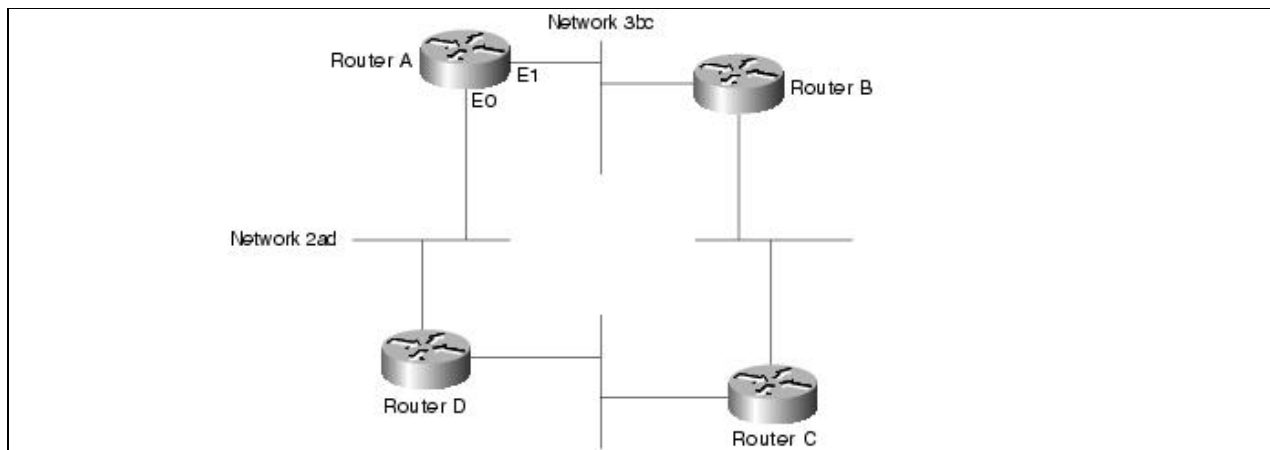 Network 3bc
Router A
E1
Router B
E0
Network 2ad
Router D
Router C